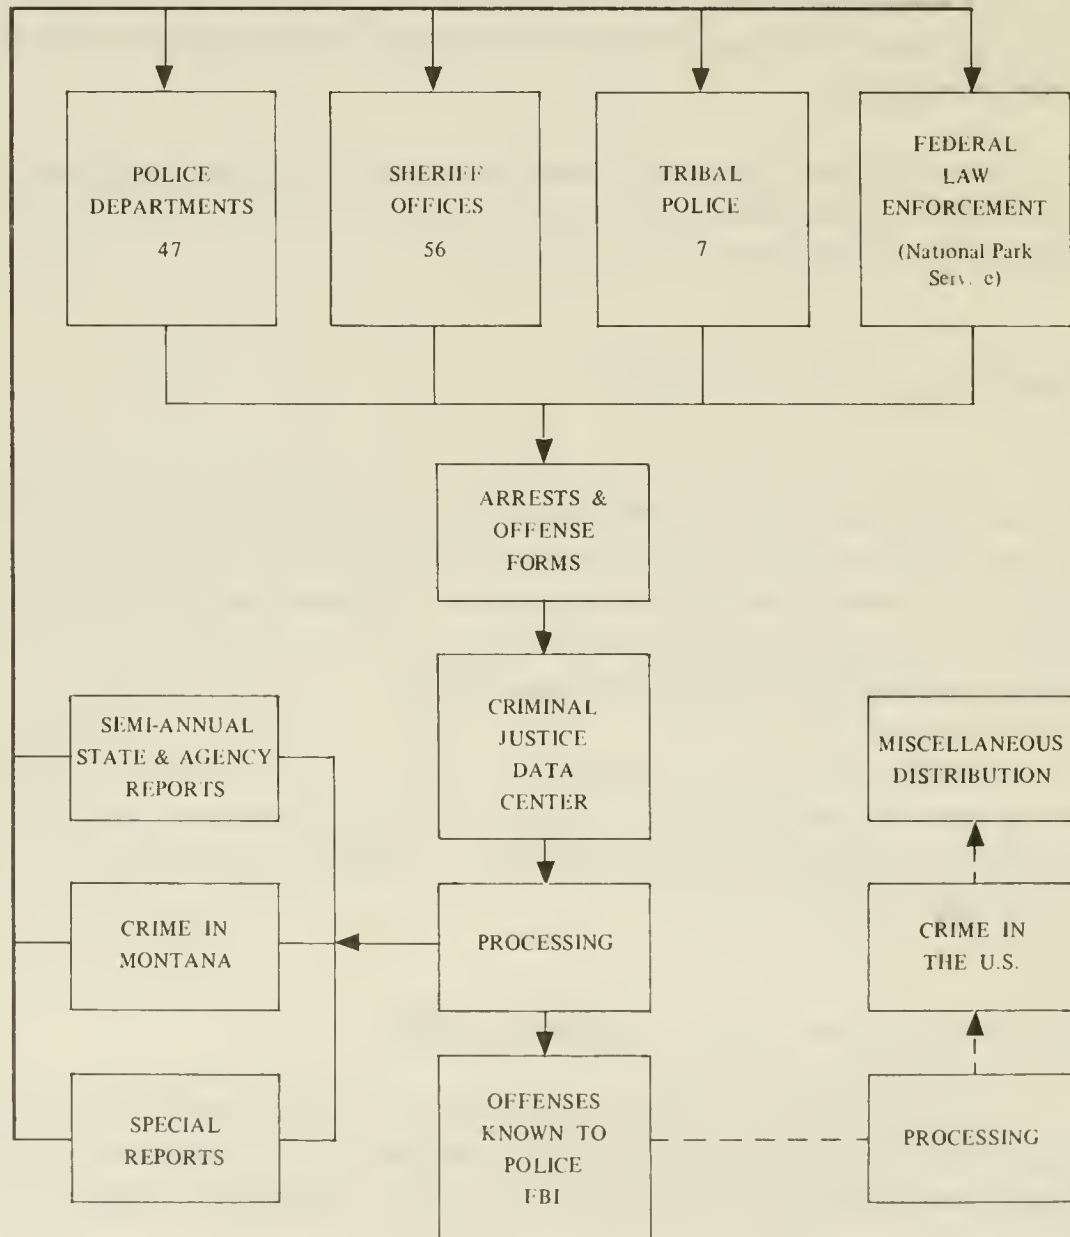 POLICE
DEPARTMENTS
47
SHERIFF
OFFICES
56
TRIBAL
POLICE
7
FEDERAL
LAW
ENFORCEMENT
(National Park
ARRESTS &
OFFENSE
FORMS
CRIMINAL
JUSTICE
DATA
CENTER
SEMI-ANNUAL
STATE & AGENCY
REPORTS
MISCELLANEOUS
DISTRIBUTION
CRIME IN
MONTANA
PROCESSING
CRIME IN
THE U.S.
SPECIAL
REPORTS
OFFENSES
KNOWN TO
POLICE
FBI
PROCESSING